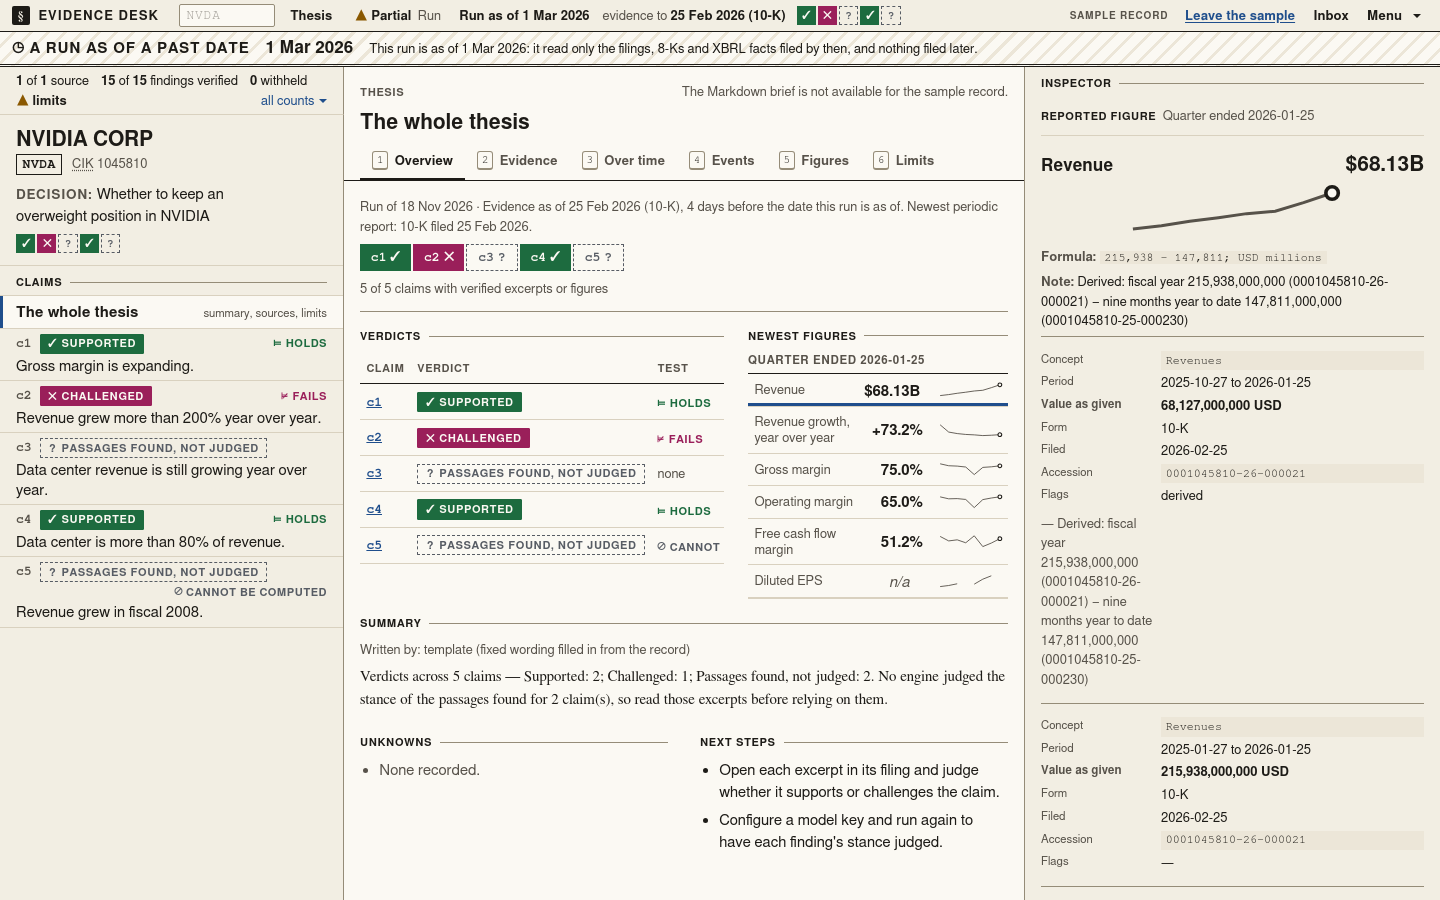 § EVIDENCE DESK NVDA Thesis Partial Run Run as of 1 Mar 2026 evidence to 25 Feb 2026 (10-K) ✓ ✕ ? ✓ ? SAMPLE RECORD Leave the sample Inbox Menu
A RUN AS OF A PAST DATE 1 Mar 2026 This run is as of 1 Mar 2026: it read only the filings, 8-Ks and XBRL facts filed by then, and nothing filed later.
1 of 1 source 15 of 15 findings verified 0 withheld
limits all counts
NVIDIA CORP
NVDA CIK 1045810
DECISION: Whether to keep an
overweight position in NVIDIA
✓ ✕ ? ✓ ?
CLAIMS
The whole thesis summary, sources, limits
c1 ✓ SUPPORTED ⊨ HOLDS
Gross margin is expanding.
c2 ✕ CHALLENGED ⊭ FAILS
Revenue grew more than 200% year over year.
c3 ? PASSAGES FOUND, NOT JUDGED
Data center revenue is still growing year over
year.
c4 ✓ SUPPORTED ⊨ HOLDS
Data center is more than 80% of revenue.
c5 ? PASSAGES FOUND, NOT JUDGED
⊘ CANNOT BE COMPUTED
Revenue grew in fiscal 2008.
THESIS The Markdown brief is not available for the sample record.
The whole thesis
1 Overview 2 Evidence 3 Over time 4 Events 5 Figures 6 Limits
Run of 18 Nov 2026 · Evidence as of 25 Feb 2026 (10-K), 4 days before the date this run is as of. Newest periodic
report: 10-K filed 25 Feb 2026.
c1 ✓ c2 ✕ c3 ? c4 ✓ c5 ?
5 of 5 claims with verified excerpts or figures
VERDICTS
CLAIM VERDICT TEST
c1 ✓ SUPPORTED ⊨ HOLDS
c2 ✕ CHALLENGED ⊭ FAILS
c3 ? PASSAGES FOUND, NOT JUDGED none
c4 ✓ SUPPORTED ⊨ HOLDS
c5 ? PASSAGES FOUND, NOT JUDGED ⊘ CANNOT
NEWEST FIGURES
QUARTER ENDED 2026-01-25
Revenue $68.13B
Revenue growth,
year over year +73.2%
Gross margin 75.0%
Operating margin 65.0%
Free cash flow
margin 51.2%
Diluted EPS n/a
SUMMARY
Written by: template (fixed wording filled in from the record)
Verdicts across 5 claims — Supported: 2; Challenged: 1; Passages found, not judged: 2. No engine judged the
stance of the passages found for 2 claim(s), so read those excerpts before relying on them.
UNKNOWNS
• None recorded.
NEXT STEPS
• Open each excerpt in its filing and judge
whether it supports or challenges the claim.
• Configure a model key and run again to
have each finding's stance judged.
INSPECTOR
REPORTED FIGURE Quarter ended 2026-01-25
Revenue $68.13B
Formula: 215,938 − 147,811; USD millions
Note: Derived: fiscal year 215,938,000,000 (0001045810-26-
000021) − nine months year to date 147,811,000,000
(0001045810-25-000230)
Concept Revenues
Period 2025-10-27 to 2026-01-25
Value as given 68,127,000,000 USD
Form 10-K
Filed 2026-02-25
Accession 0001045810-26-000021
Flags derived
— Derived: fiscal
year
215,938,000,000
(0001045810-26-
000021) − nine
months year to date
147,811,000,000
(0001045810-25-
000230)
Concept Revenues
Period 2025-01-27 to 2026-01-25
Value as given 215,938,000,000 USD
Form 10-K
Filed 2026-02-25
Accession 0001045810-26-000021
Flags —